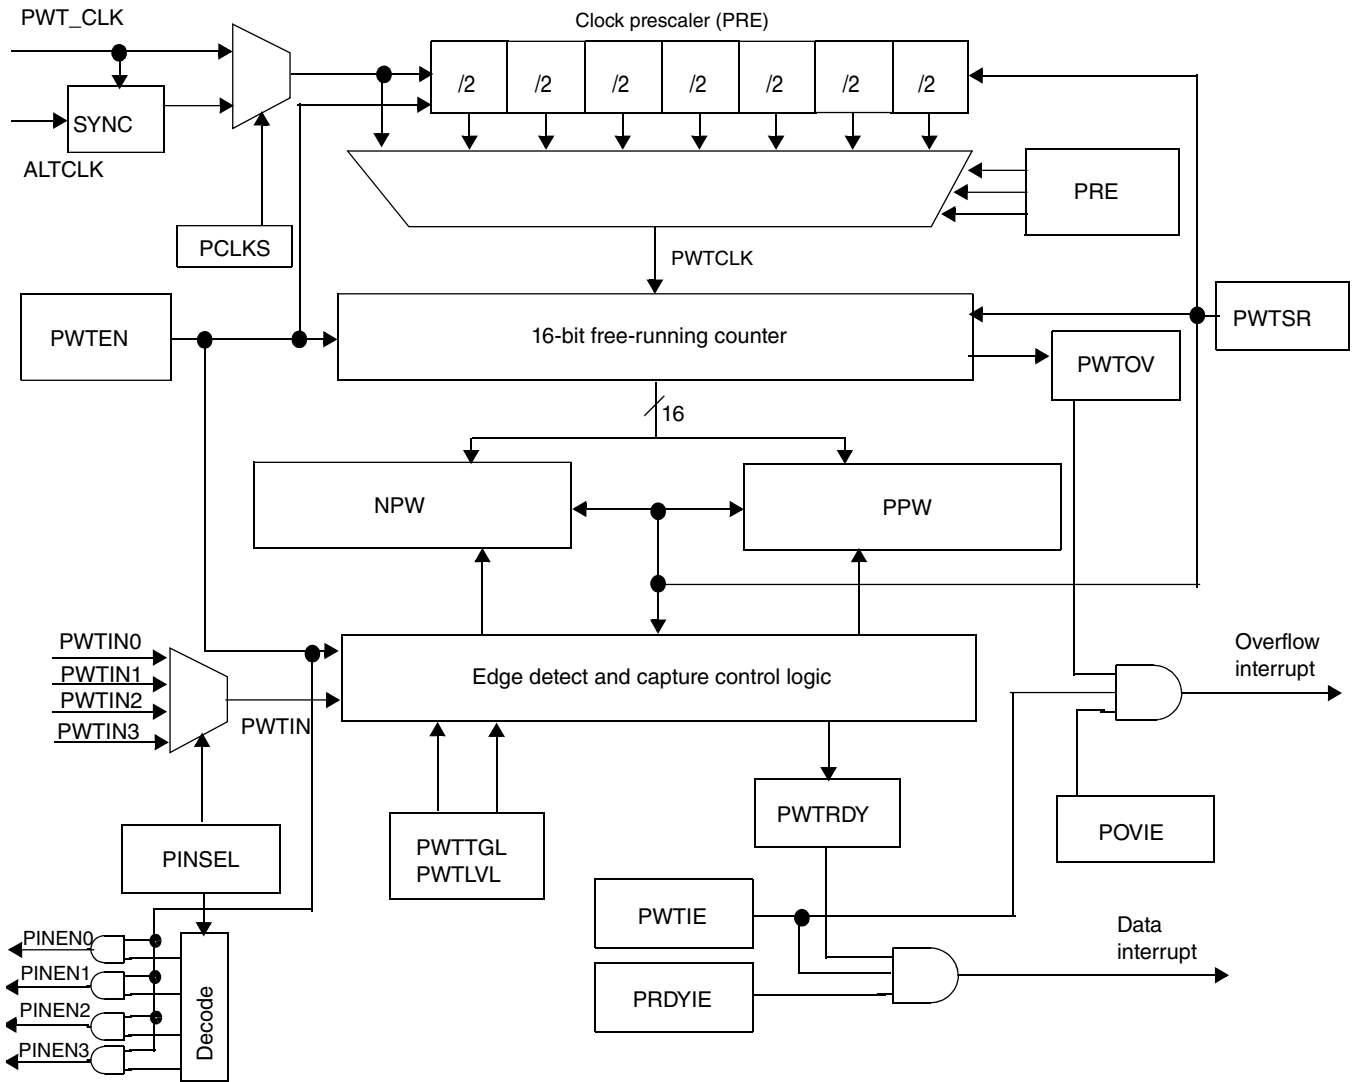 PWT_CLK
Clock prescaler (PRE)
/2 /2 /2 /2 /2 /2 /2
SYNC
ALTCLK
PRE
PCLKS
PWTCLK
PWTEN
16-bit free-running counter
PWTSR
PWTOV
16
NPW
PPW
PWTIN0
PWTIN1
PWTIN2
PWTIN3
PWTIN
Edge detect and capture control logic
Overflow
interrupt
PWTRDY
POVIE
PINSEL
PWTTGL
PWTLVL
PWTIE
PRDYIE
Data
interrupt
PINEN0
PINEN1
PINEN2
PINEN3
Decode